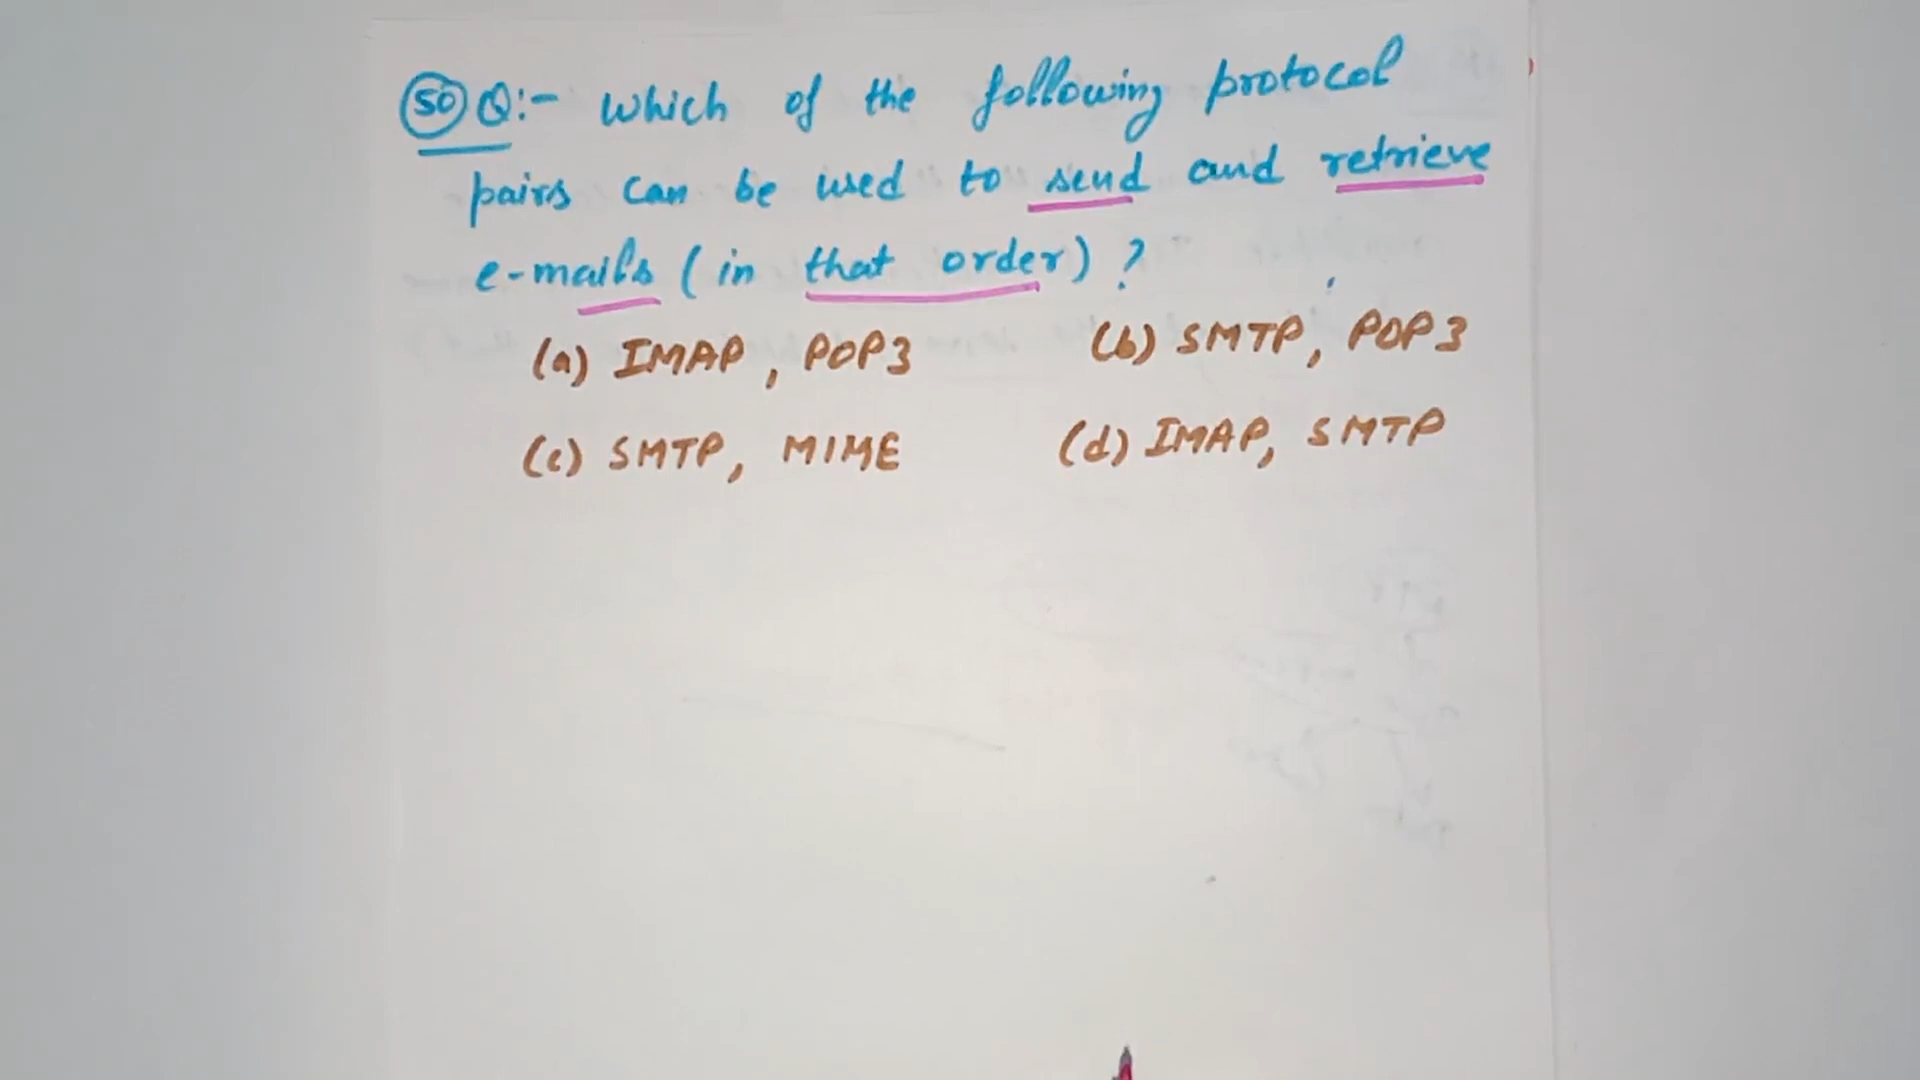 50 Q:- Which of the following protocol
pairs can be used to send and retrieve
e-mails (in that order) ?
(a) IMAP, POP3 (b) SMTP, POP3
(c) SMTP, MIME (d) IMAP, SMTP